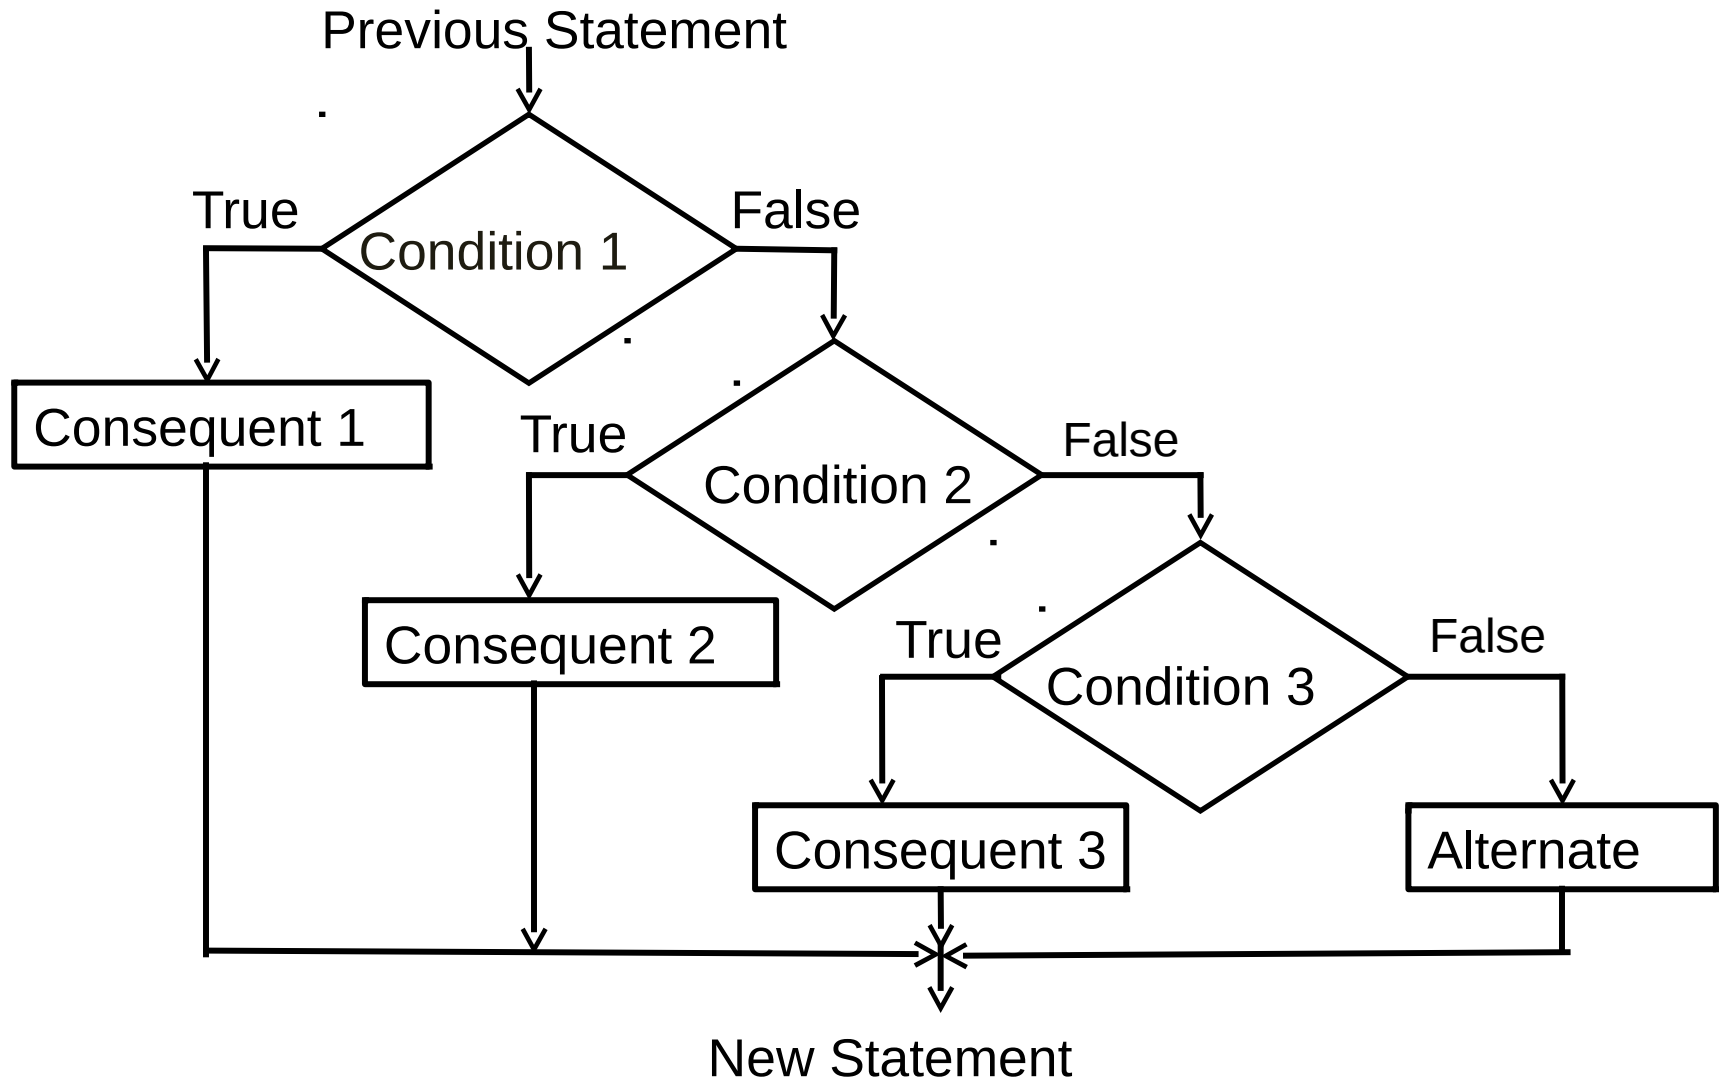 Previous Statement
True
False
Condition 1
Consequent 1
True
False
Condition 2
Consequent 2
True
False
Condition 3
Consequent 3
Alternate
New Statement